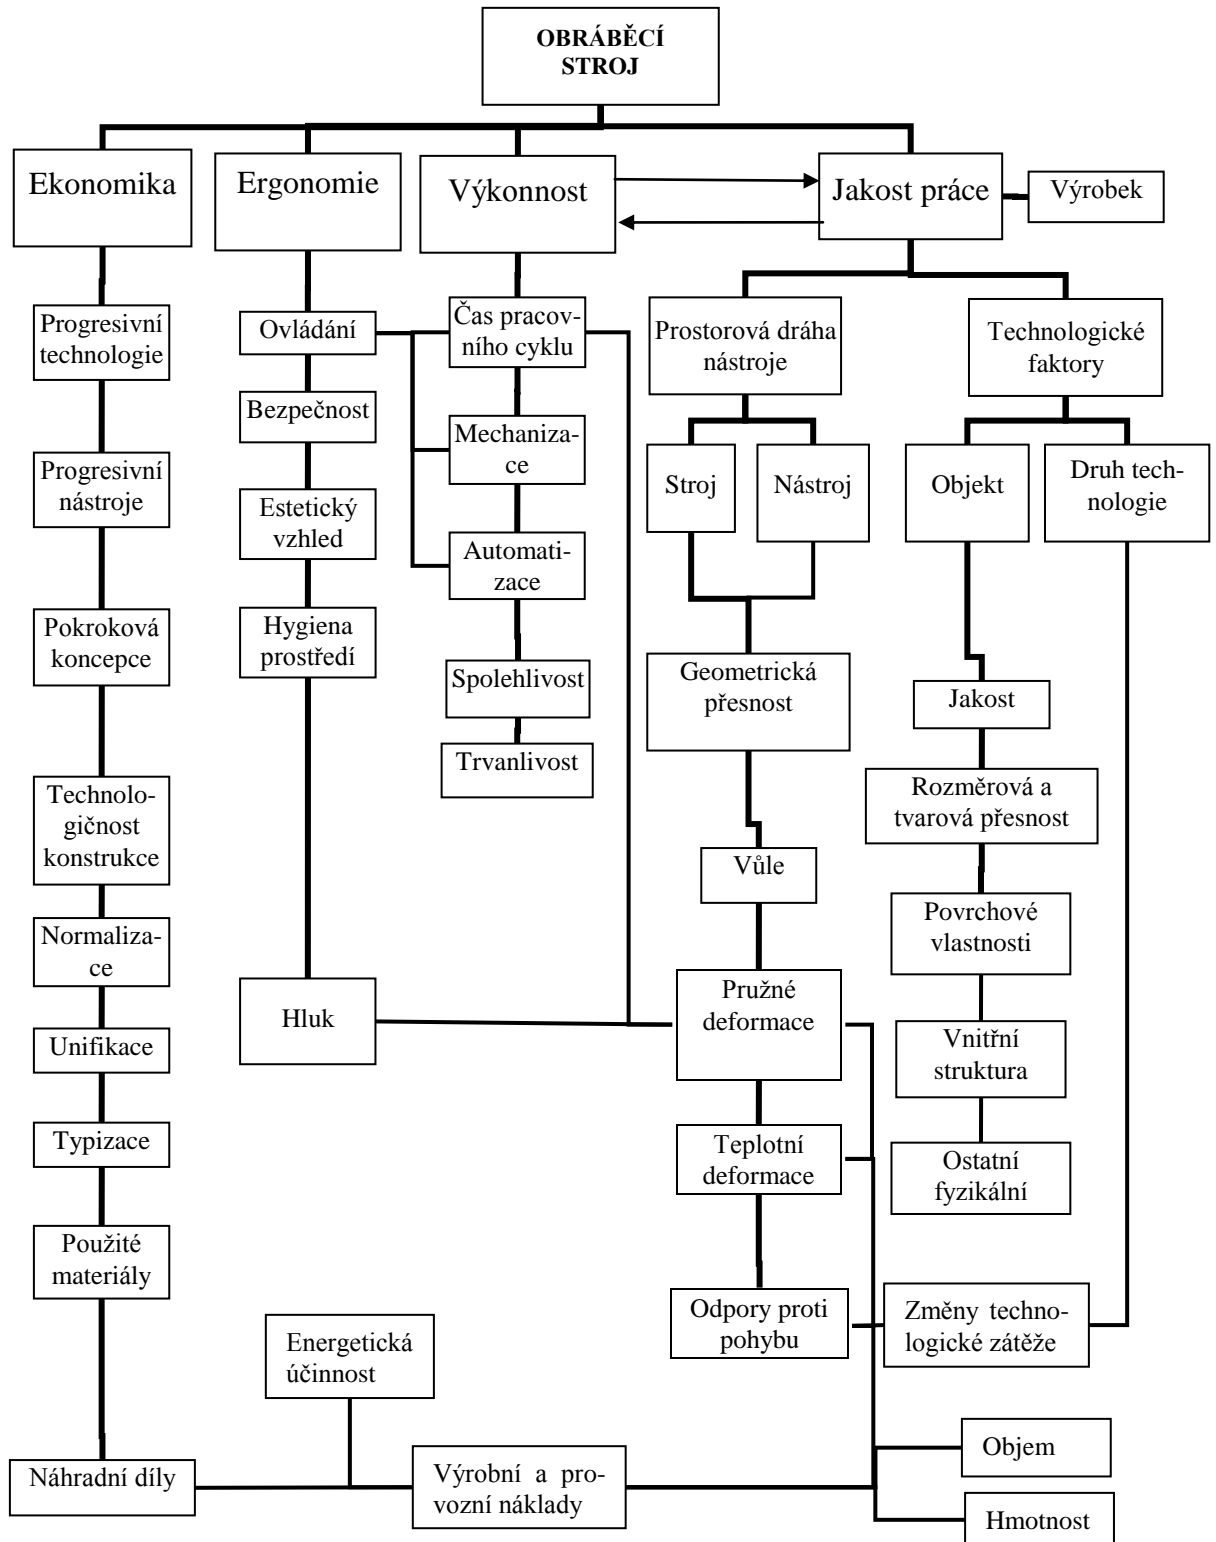 OBRÁBĚCÍ
STROJ
Ekonomika
Ergonomie
Výkonnost
Jakost práce
Výrobek
Progresivní
technologie
Progresivní
nástroje
Pokroková
koncepce
Technolo-
gičnost
konstrukce
Normaliza-
ce
Unifikace
Typizace
Použité
materiály
Náhradní díly
Ovládání
Bezpečnost
Estetický
vzhled
Hygiena
prostředí
Hluk
Energetická
účinnost
Čas pracov-
ního cyklu
Mechaniza-
ce
Automati-
zace
Spolehlivost
Trvanlivost
Výrobní a pro-
vozní náklady
Prostorová dráha
nástroje
Stroj
Nástroj
Geometrická
přesnost
Vůle
Pružné
deformace
Teplotní
deformace
Odpory proti
pohybu
Technologické
faktory
Objekt
Druh tech-
nologie
Jakost
Rozměrová a
tvarová přesnost
Povrchové
vlastnosti
Vnitřní
struktura
Ostatní
fyzikální
Změny techno-
logické zátěže
Objem
Hmotnost